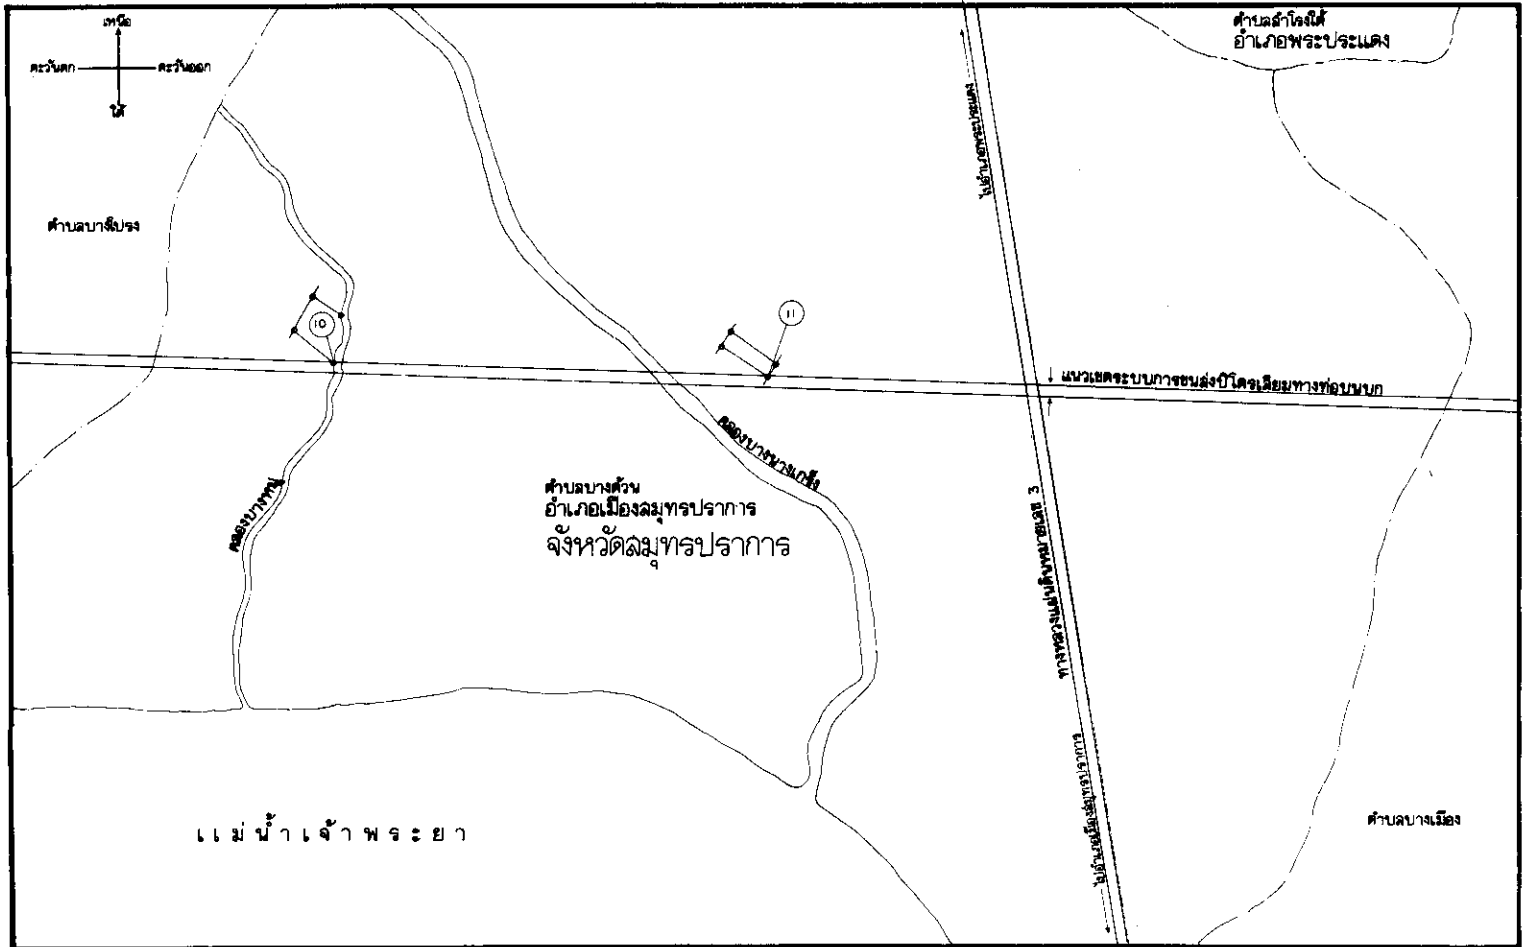 เหนือ
ตะวันตก
ตะวันออก
ใต้
ตำบลสำโรงใต้
อำเภอพระประแดง
ไปอำเภอพระประแดง
ตำบลบางโปรง
10
11
แนวเขตระบบการขนส่งปิโตรเลียมทางท่อบนบก
คลองบางนางเกรง
คลองบางหมู
ตำบลบางด้วน
อำเภอเมืองสมุทรปราการ
จังหวัดสมุทรปราการ
ทางหลวงแผ่นดินหมายเลข 3
ไปอำเภอเมืองสมุทรปราการ
แม่น้ำเจ้าพระยา
ตำบลบางเมือง